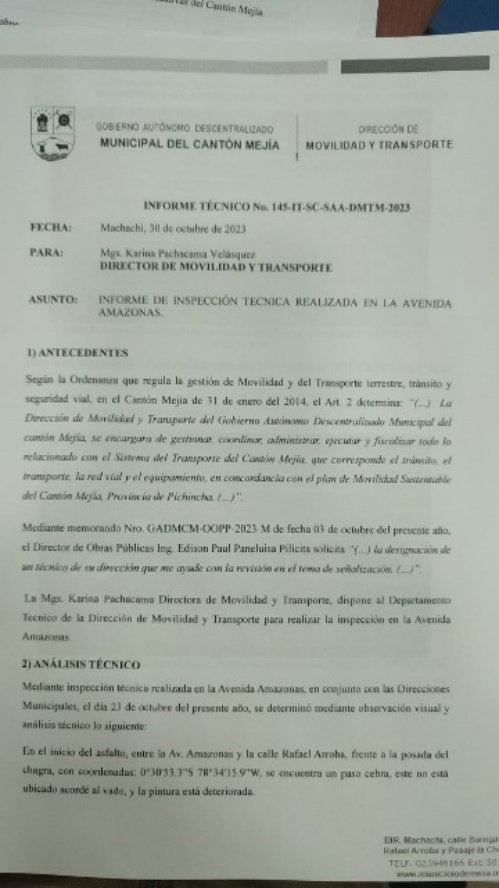 del Cantón Mejía.
GOBIERNO AUTÓNOMO DESCENTRALIZADO
MUNICIPAL DEL CANTÓN MEJÍA
DIRECCIÓN DE
MOVILIDAD Y TRANSPORTE
INFORME TÉCNICO No. 145-IT-SC-SAA-DMTM-2023
FECHA: Machachi, 30 de octubre de 2023
PARA: Mgs. Karina Pachacama Velásquez
DIRECTOR DE MOVILIDAD Y TRANSPORTE
ASUNTO: INFORME DE INSPECCIÓN TECNICA REALIZADA EN LA AVENIDA
AMAZONAS.
1) ANTECEDENTES
Según la Ordenanza que regula la gestión de Movilidad y del Transporte terrestre, tránsito y
seguridad vial, en el Cantón Mejía de 31 de enero del 2014, el Art. 2 determina: "(...) La
Dirección de Movilidad y Transporte del Gobierno Autónomo Descentralizado Municipal del
cantón Mejía, se encargara de gestionar, coordinar, administrar, ejecutar y fiscalizar todo lo
relacionado con el Sistema del Transporte del Cantón Mejía, que corresponde el tránsito, el
transporte, la red vial y el equipamiento, en concordancia con el plan de Movilidad Sustentable
del Cantón Mejía, Provincia de Pichincha, (...)".
Mediante memorando Nro. GADMCM-OOPP-2023-M de fecha 03 de octubre del presente año,
el Director de Obras Públicas Ing. Edison Paul Paneluisa Pilicita solicita "(...) la designación de
un técnico de su dirección que me ayude con la revisión en el tema de señalización. (...)".
La Mgs. Karina Pachacama Directora de Movilidad y Transporte, dispone al Departamento
Tecnico de la Dirección de Movilidad y Transporte para realizar la inspección en la Avenida
Amazonas.
2) ANÁLISIS TÉCNICO
Mediante inspección técnica realizada en la Avenida Amazonas, en conjunto con las Direcciones
Municipales, el día 23 de octubre del presente año, se determinó mediante observación visual y
análisis técnico lo siguiente:
En el inicio del asfalto, entre la Av. Amazonas y la calle Rafael Arroba, frente a la posada del
chagra, con coordenadas: 0°30'53.3"S 78°34'15.9"W, se encuentra un paso cebra, este no está
ubicado acorde al vado, y la pintura está deteriorada.
DIR. Machachi, calle Barriga
Rafael Arroba y Pasaje la
TELF. 023946166 Ext:
www.municipiodemejia.